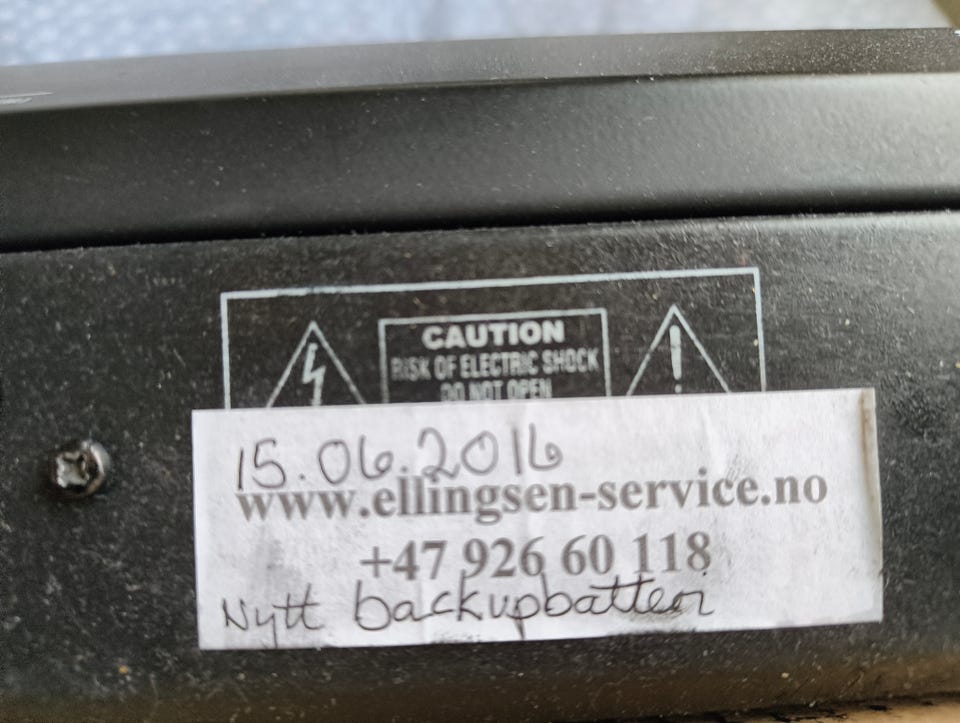 CAUTION
RISK OF ELECTRIC SHOCK
DO NOT OPEN
15.06.2016
www.ellingsen-service.no
+47 926 60 118
Nytt backupbatteri